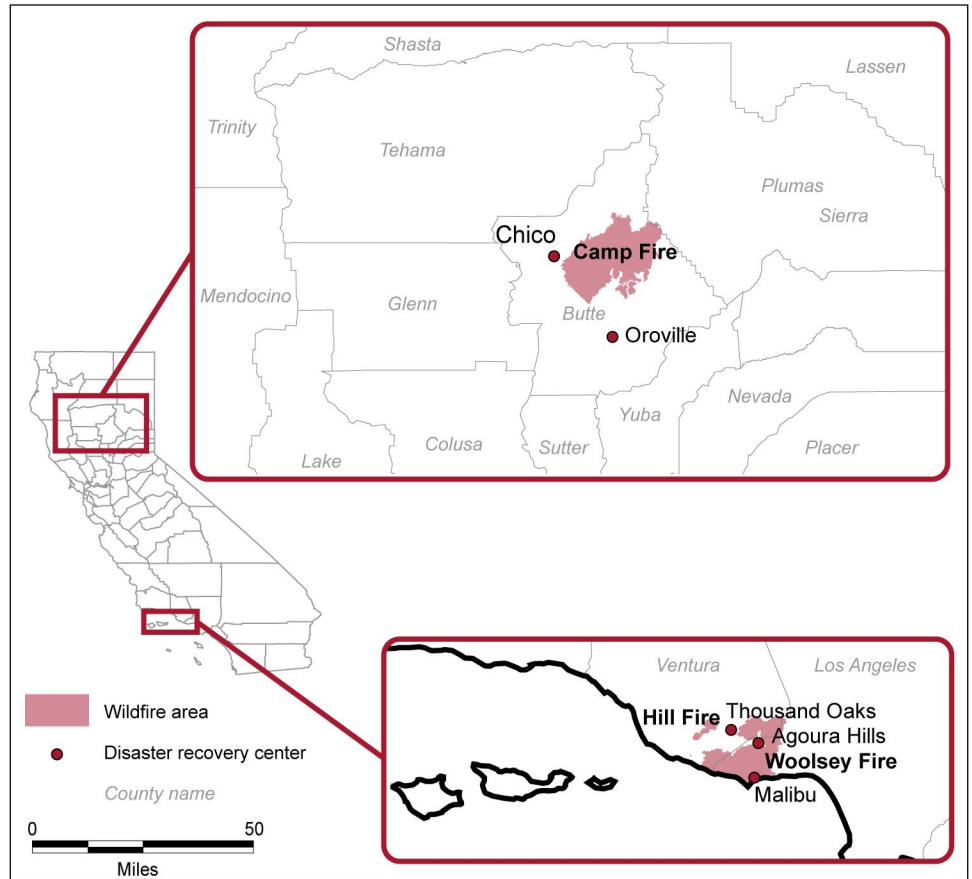 Shasta
Lassen
Trinity
Tehama
Plumas
Sierra
Chico
Camp Fire
Mendocino
Glenn
Butte
Oroville
Yuba
Nevada
Colusa
Sutter
Placer
Lake
Ventura
Los Angeles
Hill Fire
Thousand Oaks
Agoura Hills
Woolsey Fire
Malibu
Wildfire area
Disaster recovery center
County name
0 50
Miles